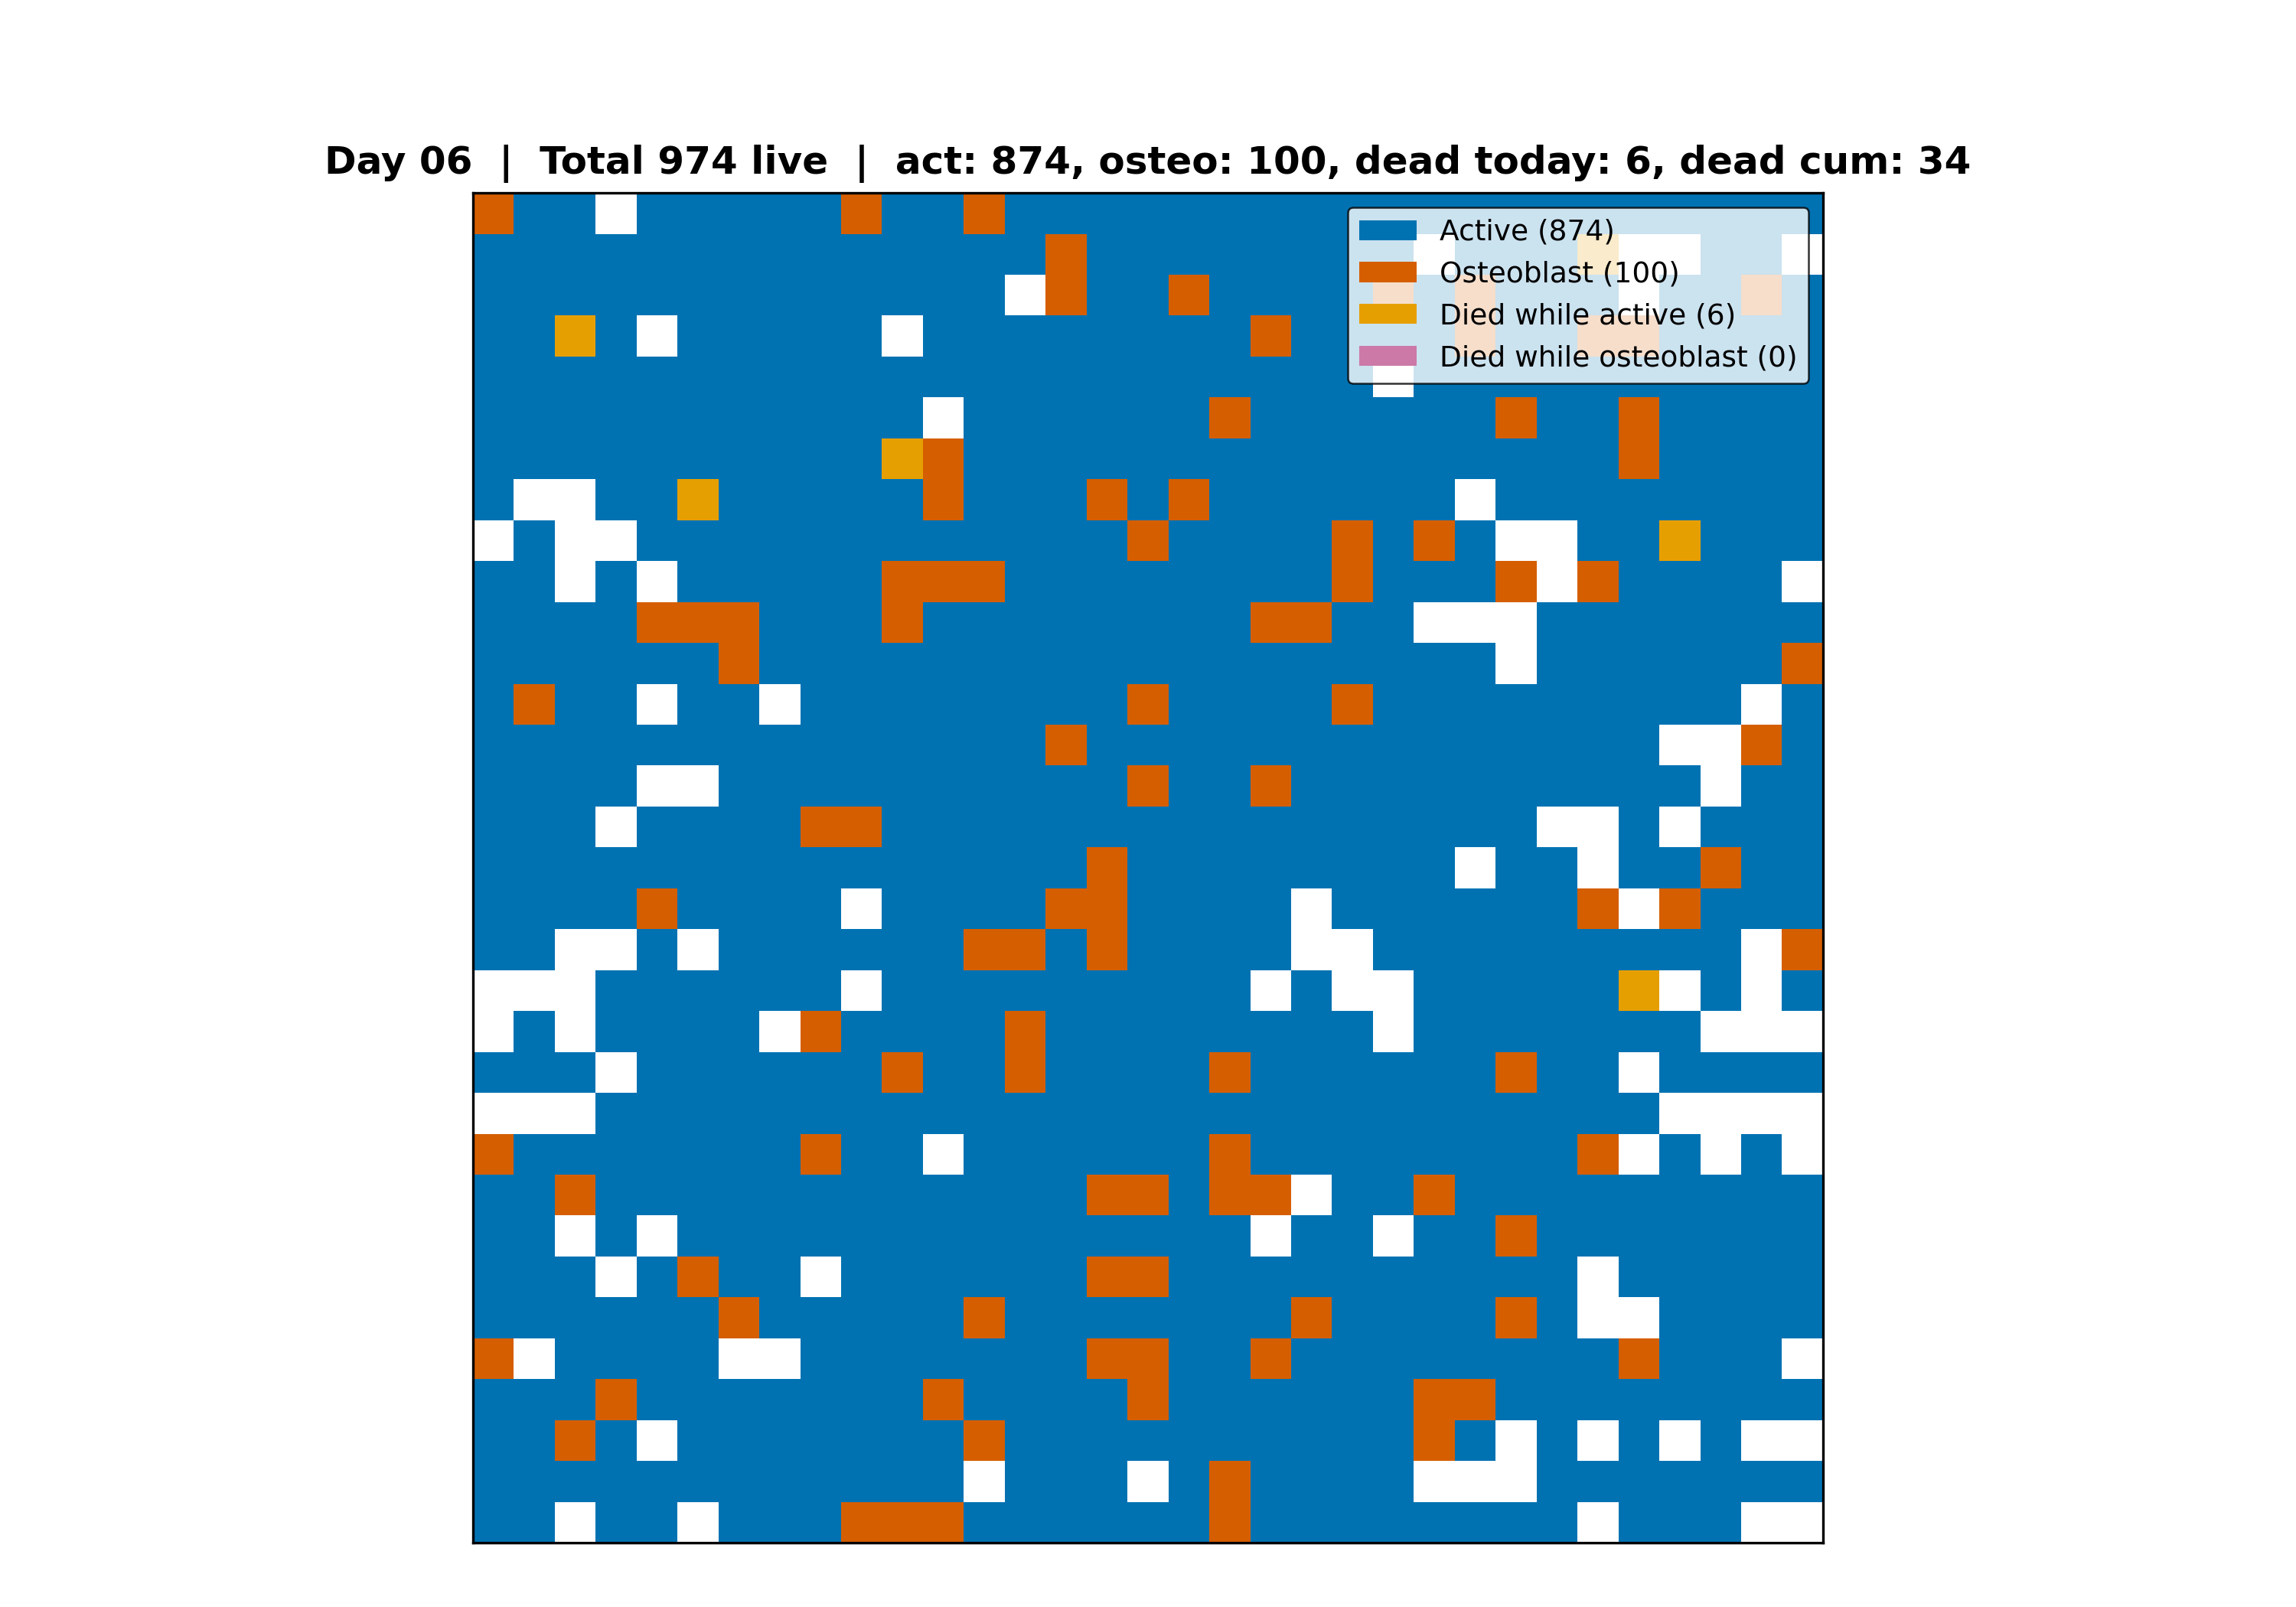 Day 06 | Total 974 live | act: 874, osteo: 100, dead today: 6, dead cum: 34
Active (874)
Osteoblast (100)
Died while active (6)
Died while osteoblast (0)